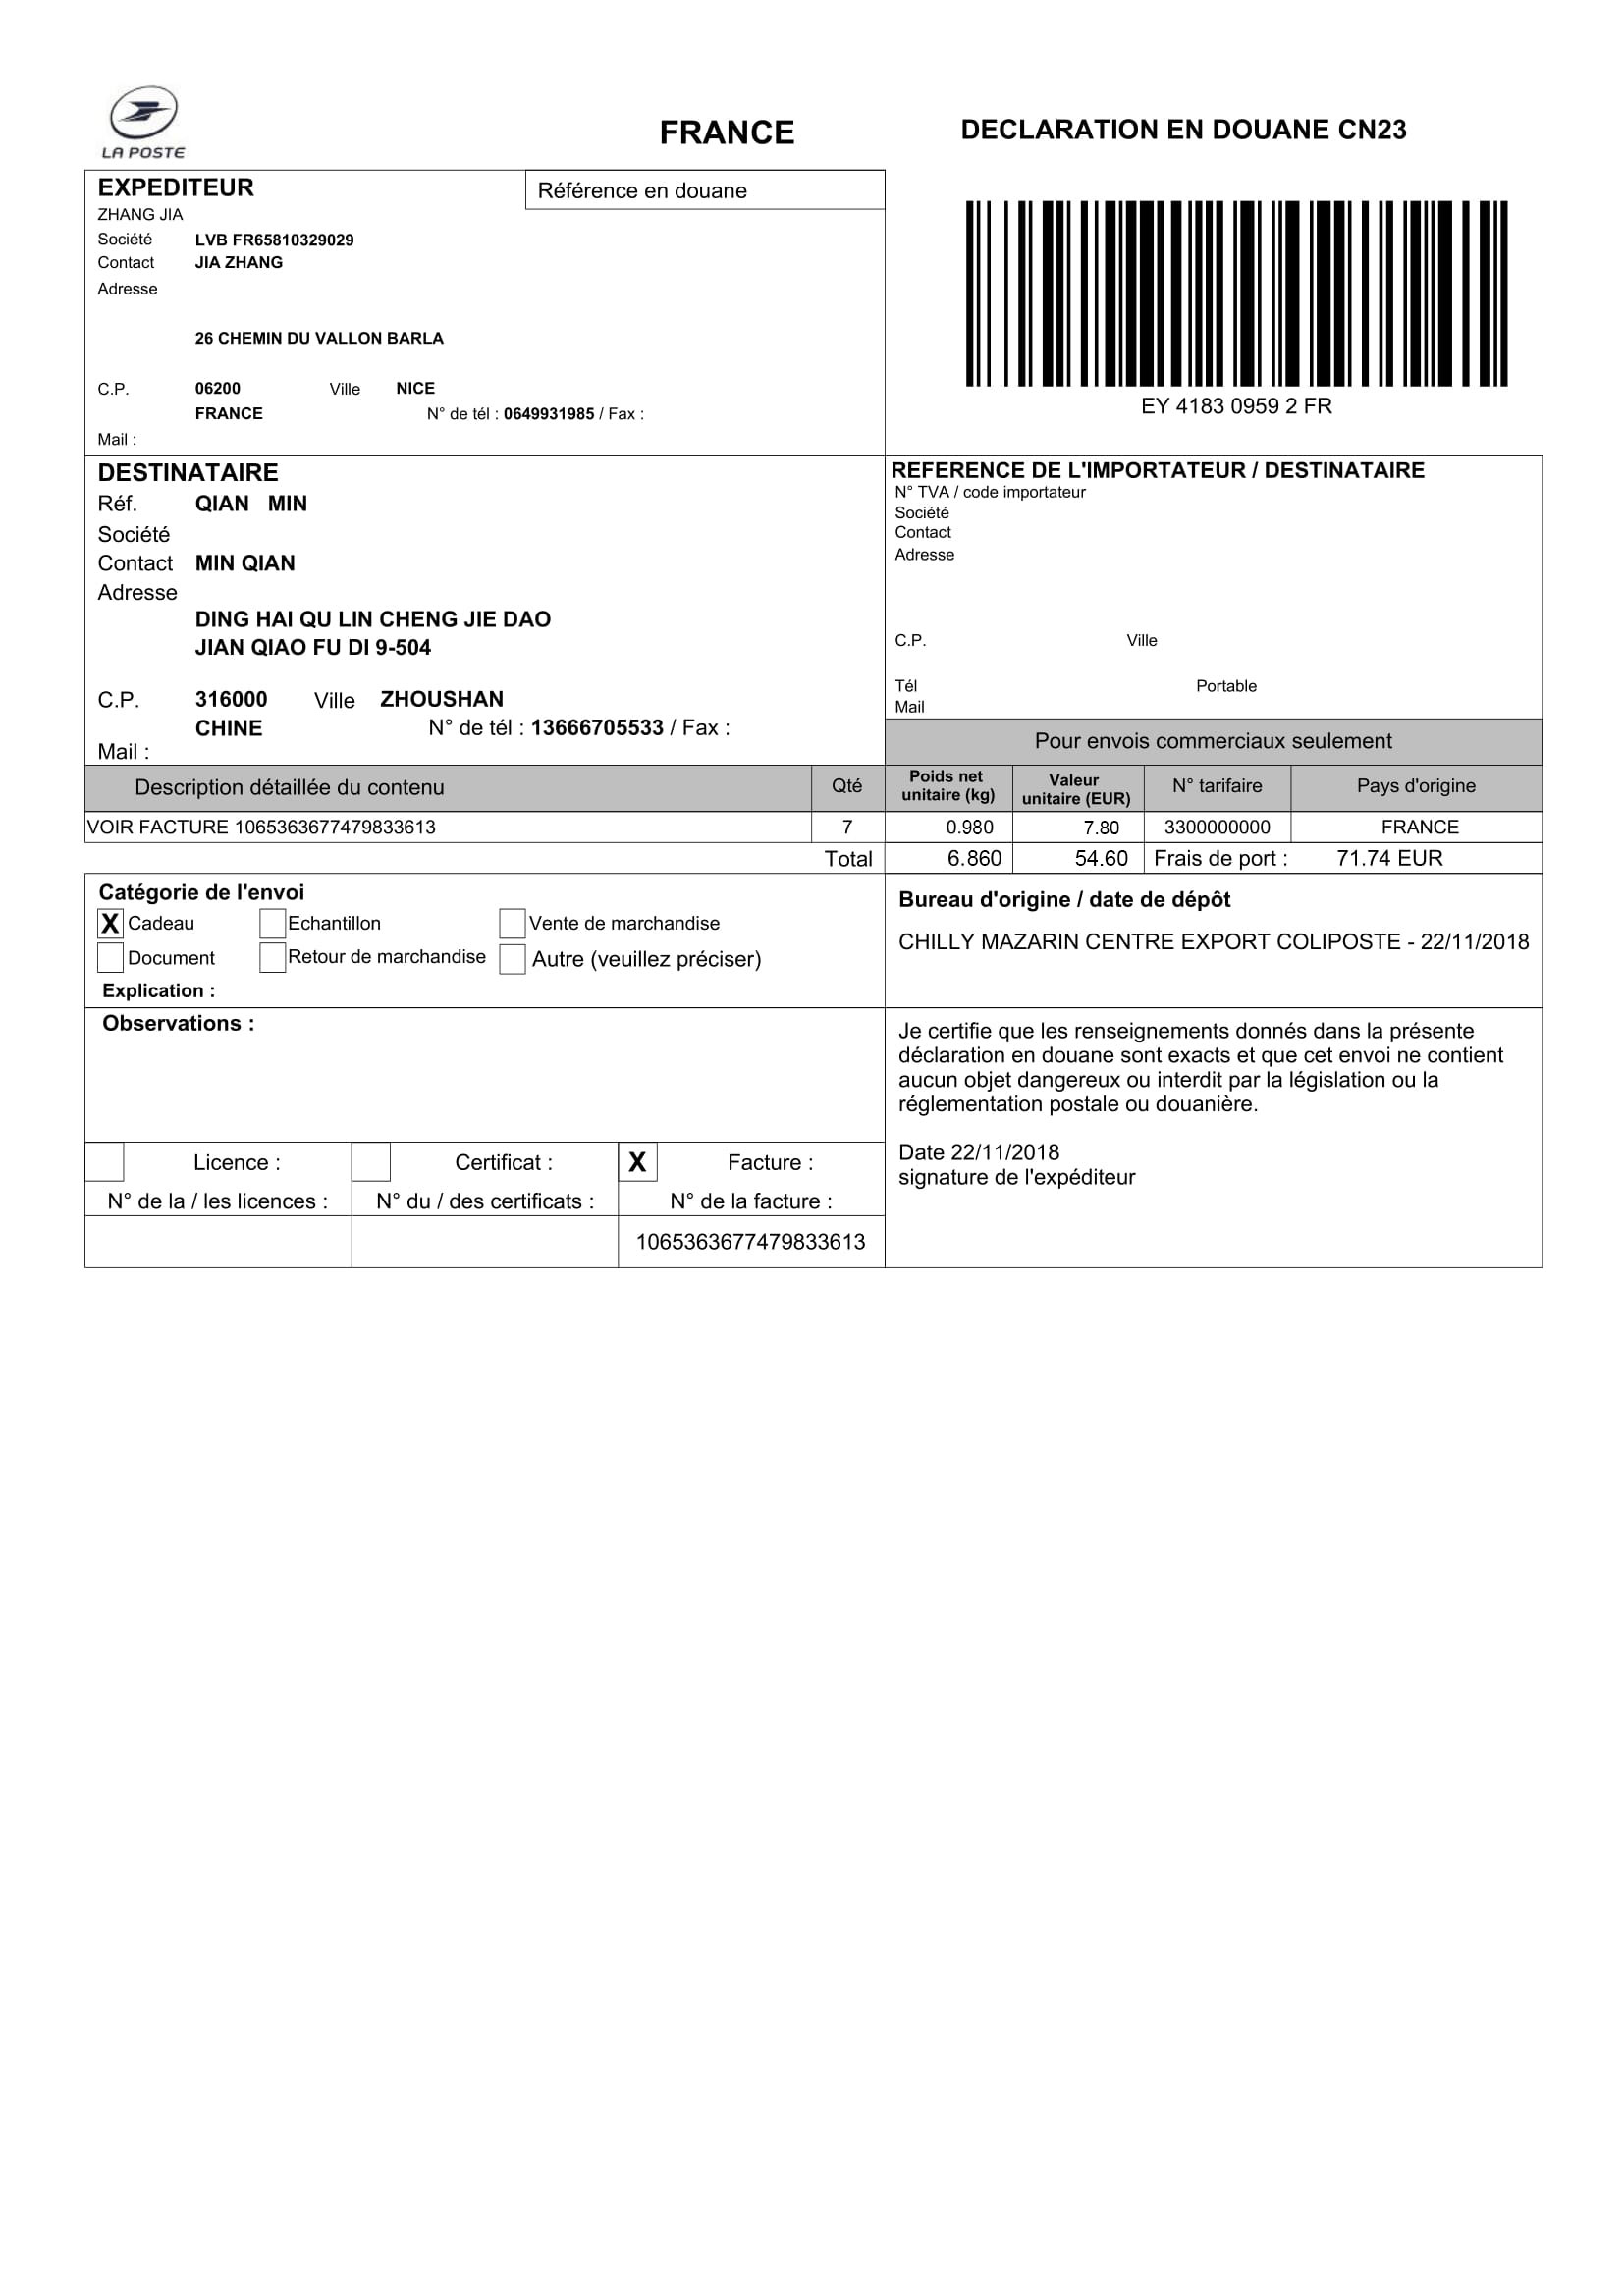 LA POSTE
FRANCE
DECLARATION EN DOUANE CN23
EXPEDITEUR
Référence en douane
ZHANG JIA
Société LVB FR65810329029
Contact JIA ZHANG
Adresse
26 CHEMIN DU VALLON BARLA
C.P. 06200 Ville NICE
FRANCE N° de tél : 0649931985 / Fax :
Mail :
EY 4183 0959 2 FR
DESTINATAIRE
Réf. QIAN MIN
Société
Contact MIN QIAN
Adresse
DING HAI QU LIN CHENG JIE DAO
JIAN QIAO FU DI 9-504
C.P. 316000 Ville ZHOUSHAN
CHINE N° de tél : 13666705533 / Fax :
Mail :
REFERENCE DE L'IMPORTATEUR / DESTINATAIRE
N° TVA / code importateur
Société
Contact
Adresse
C.P. Ville
Tél Portable
Mail
Pour envois commerciaux seulement
Description détaillée du contenu Qté Poids net unitaire (kg) Valeur unitaire (EUR) N° tarifaire Pays d'origine
VOIR FACTURE 1065363677479833613 7 0.980 7.80 3300000000 FRANCE
Total 6.860 54.60 Frais de port : 71.74 EUR
Catégorie de l'envoi
X Cadeau Echantillon Vente de marchandise
Document Retour de marchandise Autre (veuillez préciser)
Explication :
Bureau d'origine / date de dépôt
CHILLY MAZARIN CENTRE EXPORT COLIPOSTE - 22/11/2018
Observations :
Je certifie que les renseignements donnés dans la présente
déclaration en douane sont exacts et que cet envoi ne contient
aucun objet dangereux ou interdit par la législation ou la
réglementation postale ou douanière.
Date 22/11/2018
signature de l'expéditeur
Licence : Certificat : X Facture :
N° de la / les licences : N° du / des certificats : N° de la facture :
1065363677479833613